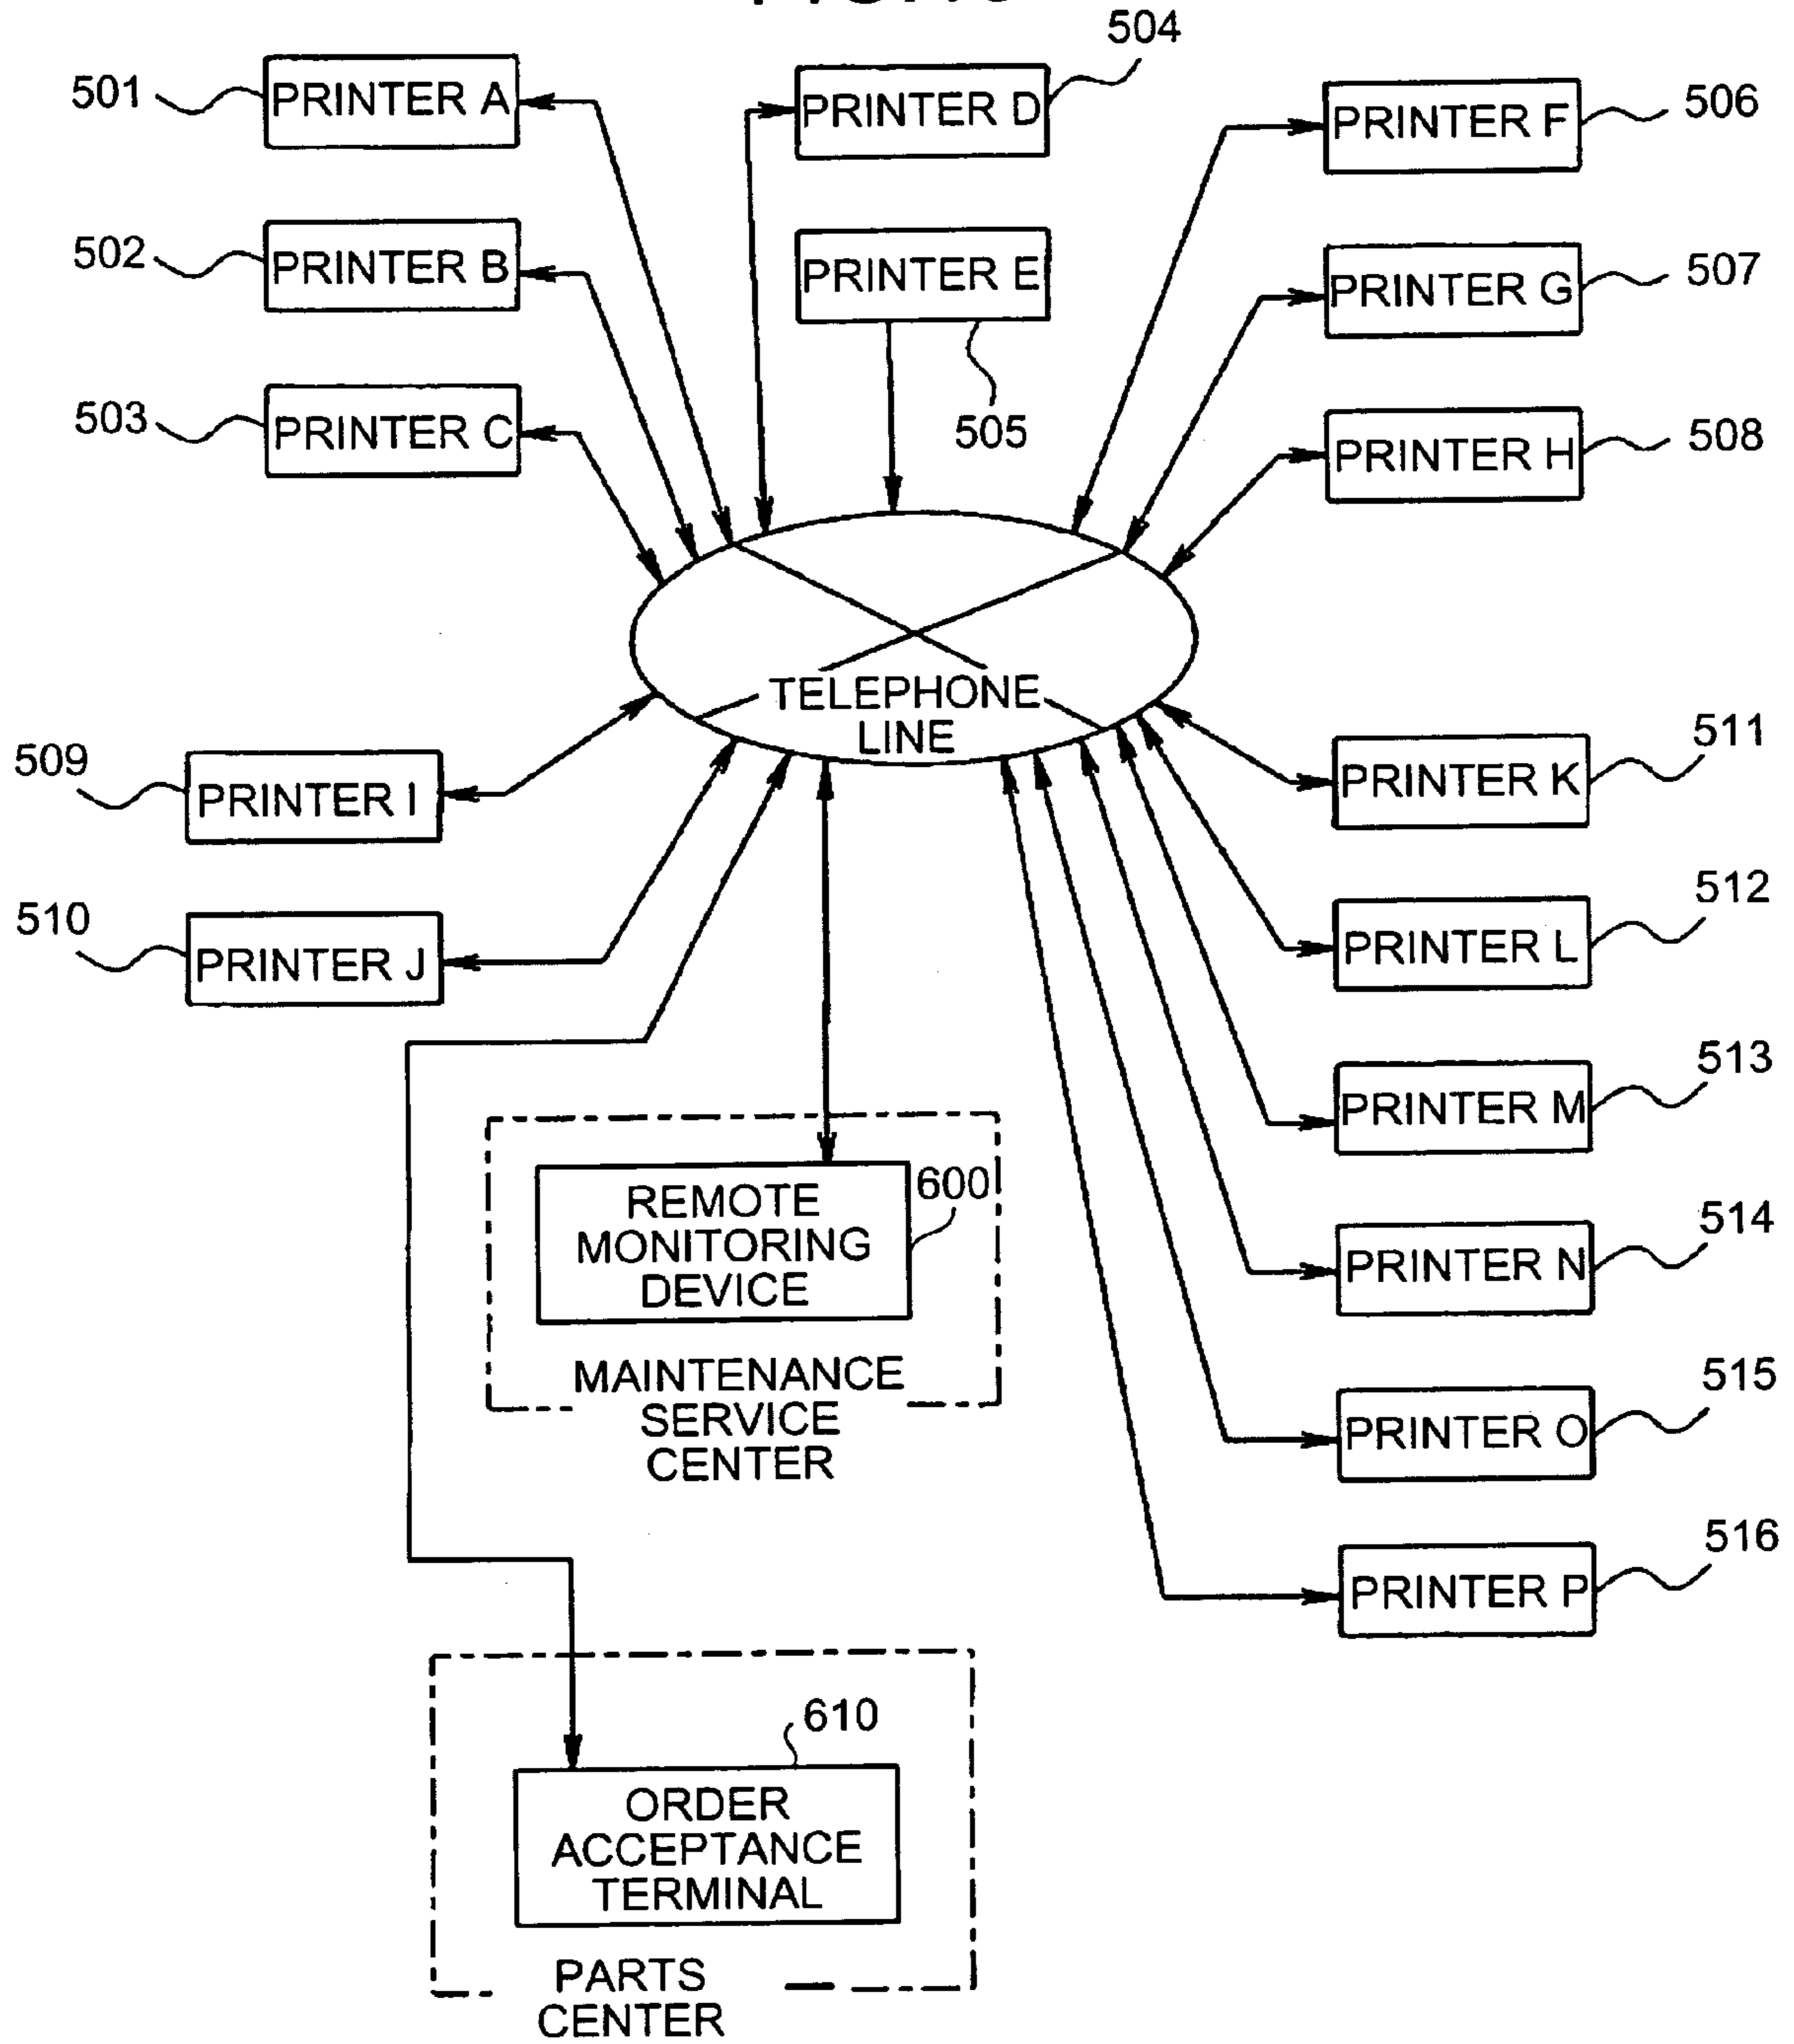 504
501
PRINTER A
PRINTER D
PRINTER F
506
502
PRINTER B
PRINTER E
PRINTER G
507
503
PRINTER C
505
PRINTER H
508
TELEPHONE
LINE
509
PRINTER I
511
PRINTER K
510
PRINTER J
512
PRINTER L
513
PRINTER M
600
REMOTE
MONITORING
DEVICE
514
PRINTER N
MAINTENANCE
SERVICE
CENTER
515
PRINTER O
516
PRINTER P
610
ORDER
ACCEPTANCE
TERMINAL
PARTS
CENTER